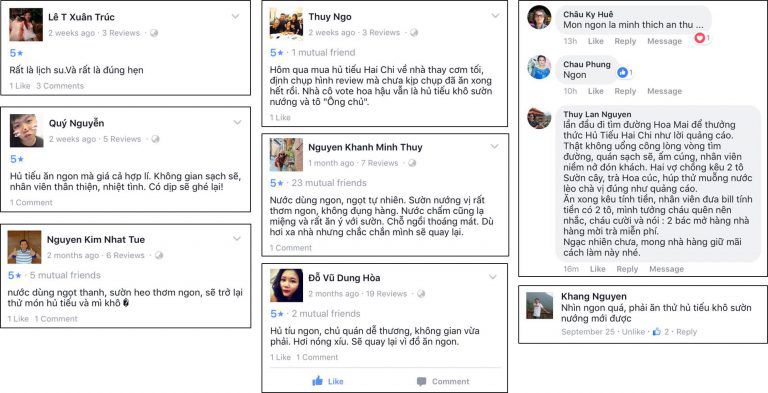 Lê T Xuân Trúc
2 weeks ago · 3 Reviews ·
5★
Rất là lịch su.Và rất là đúng hẹn
1 Like 3 Comments
Quý Nguyễn
2 weeks ago · 5 Reviews ·
5★
Hủ tiếu ăn ngon mà giá cả hợp lí. Không gian sạch sẽ,
nhân viên thân thiện, nhiệt tình. Có dịp sẽ ghé lại!
1 Comment
Nguyen Kim Nhat Tue
2 months ago · 6 Reviews ·
5★ · 5 mutual friends
nước dùng ngọt thanh, sườn heo thơm ngon, sẽ trở lại
thử món hủ tiếu và mì khô �
1 Like 1 Comment
Thuy Ngo
2 weeks ago · 3 Reviews ·
5★ · 1 mutual friend
Hôm qua mua hủ tiếu Hai Chi về nhà thay cơm tối,
định chụp hình review mà chưa kịp chụp đã ăn xong
hết rồi. Nhà cô vote hoa hậu vẫn là hủ tiếu khô sườn
nướng và tô "Ông chủ".
1 Like
Nguyen Khanh Minh Thuy
1 month ago · 7 Reviews ·
5★ · 23 mutual friends
Nước dùng ngon, ngọt tự nhiên. Sườn nướng vị rất
thơm ngon, không đụng hàng. Nước chấm cũng lạ
miệng và rất ăn ý với sườn. Chỗ ngồi thoáng mát. Dù
hơi xa nhà nhưng chắc chắn mình sẽ quay lại.
1 Comment
Đỗ Vũ Dung Hòa
2 months ago · 19 Reviews ·
5★ · 2 mutual friends
Hủ tíu ngon, chủ quán dễ thương, không gian vừa
phải. Hơi nóng xíu. Sẽ quay lại vì đồ ăn ngon.
1 Like 1 Comment
Like Comment
Châu Ky Huê
Mon ngon la minh thich an thu ...
1
13h Like Reply Message
Chau Phung
Ngon
1
13h Like Reply Message
Thuy Lan Nguyen
lần đầu đi tìm đường Hoa Mai để thưởng
thức Hủ Tiếu Hai Chi như lời quảng cáo.
Thật không uổng công lòng vòng tìm
đường, quán sạch sẽ, ấm cúng, nhân viên
niềm nở đón khách. Hai vợ chồng kêu 2 tô
Sườn cây, trà Hoa cúc, húp thử muỗng nước
lèo chà vị đúng như quảng cáo.
Ăn xong kêu tính tiền, nhân viên đưa bill tính
tiền có 2 tô, mình tưởng cháu quên nên
nhắc, cháu cười và nói : 2 bác mở hàng nhà
hàng mời trà miễn phí.
Ngạc nhiên chưa, mong nhà hàng giữ mãi
cách làm này nhé.
16m Like Reply Message
Khang Nguyen
Nhìn ngon quá, phải ăn thử hủ tiếu khô sườn
nướng mới được
September 25 · Unlike · 2 · Reply